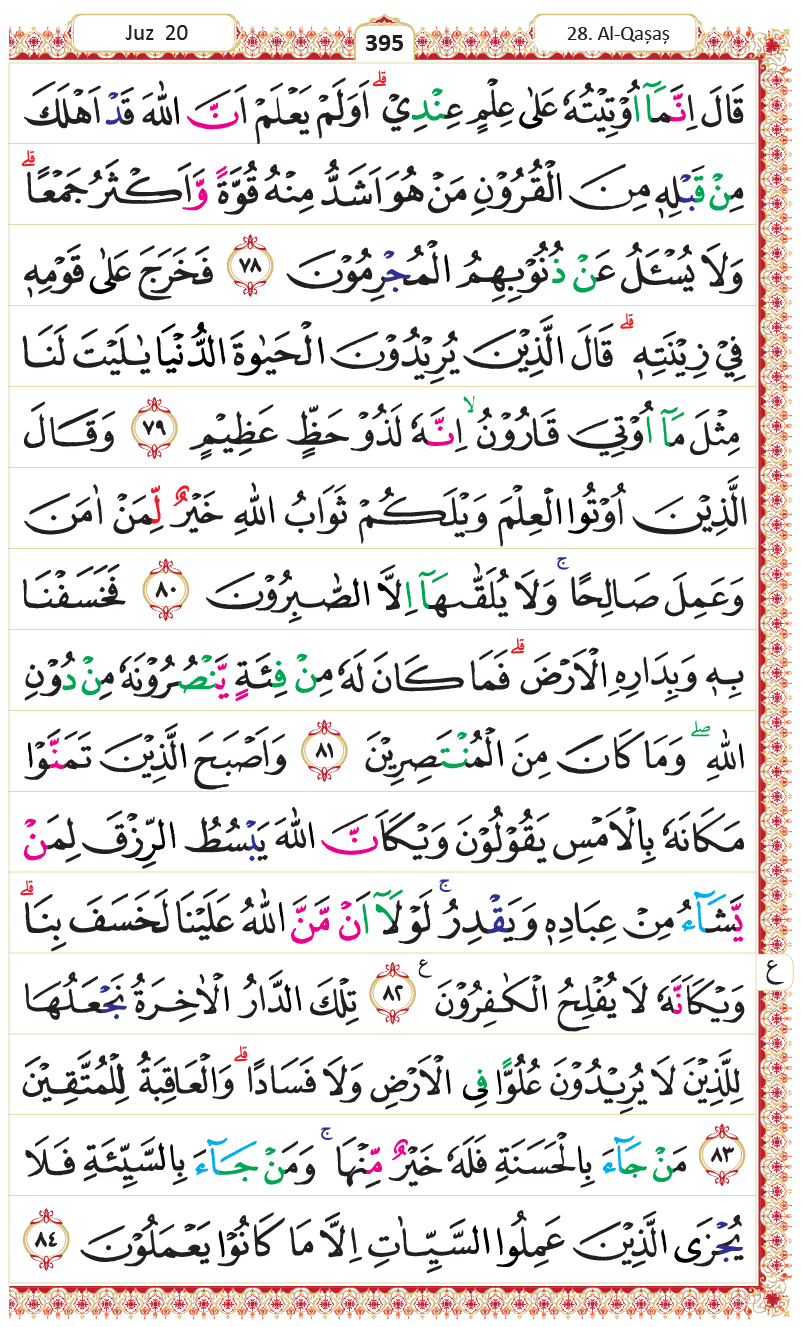 Juz 20
395
28. Al-Qaṣaṣ
قَالَ اِنَّمَآ اُوْتِيْتُهٗ عَلٰى عِلْمٍ عِنْدِيْۗ اَوَلَمْ يَعْلَمْ اَنَّ اللّٰهَ قَدْ اَهْلَكَ
مِنْ قَبْلِهٖ مِنَ الْقُرُوْنِ مَنْ هُوَ اَشَدُّ مِنْهُ قُوَّةً وَّاَكْثَرُ جَمْعًاۗ
وَلَا يُسْـَٔلُ عَنْ ذُنُوْبِهِمُ الْمُجْرِمُوْنَ ٧٨ فَخَرَجَ عَلٰى قَوْمِهٖ
فِيْ زِيْنَتِهٖۗ قَالَ الَّذِيْنَ يُرِيْدُوْنَ الْحَيٰوةَ الدُّنْيَا يٰلَيْتَ لَنَا
مِثْلَ مَآ اُوْتِيَ قَارُوْنُۙ اِنَّهٗ لَذُوْ حَظٍّ عَظِيْمٍ ٧٩ وَقَالَ
الَّذِيْنَ اُوْتُوا الْعِلْمَ وَيْلَكُمْ ثَوَابُ اللّٰهِ خَيْرٌ لِّمَنْ اٰمَنَ
وَعَمِلَ صَالِحًاۚ وَلَا يُلَقّٰىهَآ اِلَّا الصّٰبِرُوْنَ ٨٠ فَخَسَفْنَا
بِهٖ وَبِدَارِهِ الْاَرْضَۗ فَمَا كَانَ لَهٗ مِنْ فِئَةٍ يَّنْصُرُوْنَهٗ مِنْ دُوْنِ
اللّٰهِۖ وَمَا كَانَ مِنَ الْمُنْتَصِرِيْنَ ٨١ وَاَصْبَحَ الَّذِيْنَ تَمَنَّوْا
مَكَانَهٗ بِالْاَمْسِ يَقُوْلُوْنَ وَيْكَاَنَّ اللّٰهَ يَبْسُطُ الرِّزْقَ لِمَنْ
يَّشَاۤءُ مِنْ عِبَادِهٖ وَيَقْدِرُۚ لَوْلَآ اَنْ مَّنَّ اللّٰهُ عَلَيْنَا لَخَسَفَ بِنَاۗ
وَيْكَاَنَّهٗ لَا يُفْلِحُ الْكٰفِرُوْنَ ࣖ ٨٢ تِلْكَ الدَّارُ الْاٰخِرَةُ نَجْعَلُهَا ع
لِلَّذِيْنَ لَا يُرِيْدُوْنَ عُلُوًّا فِى الْاَرْضِ وَلَا فَسَادًاۗ وَالْعَاقِبَةُ لِلْمُتَّقِيْنَ
٨٣ مَنْ جَاۤءَ بِالْحَسَنَةِ فَلَهٗ خَيْرٌ مِّنْهَاۚ وَمَنْ جَاۤءَ بِالسَّيِّئَةِ فَلَا
يُجْزَى الَّذِيْنَ عَمِلُوا السَّيِّاٰتِ اِلَّا مَا كَانُوْا يَعْمَلُوْنَ ٨٤